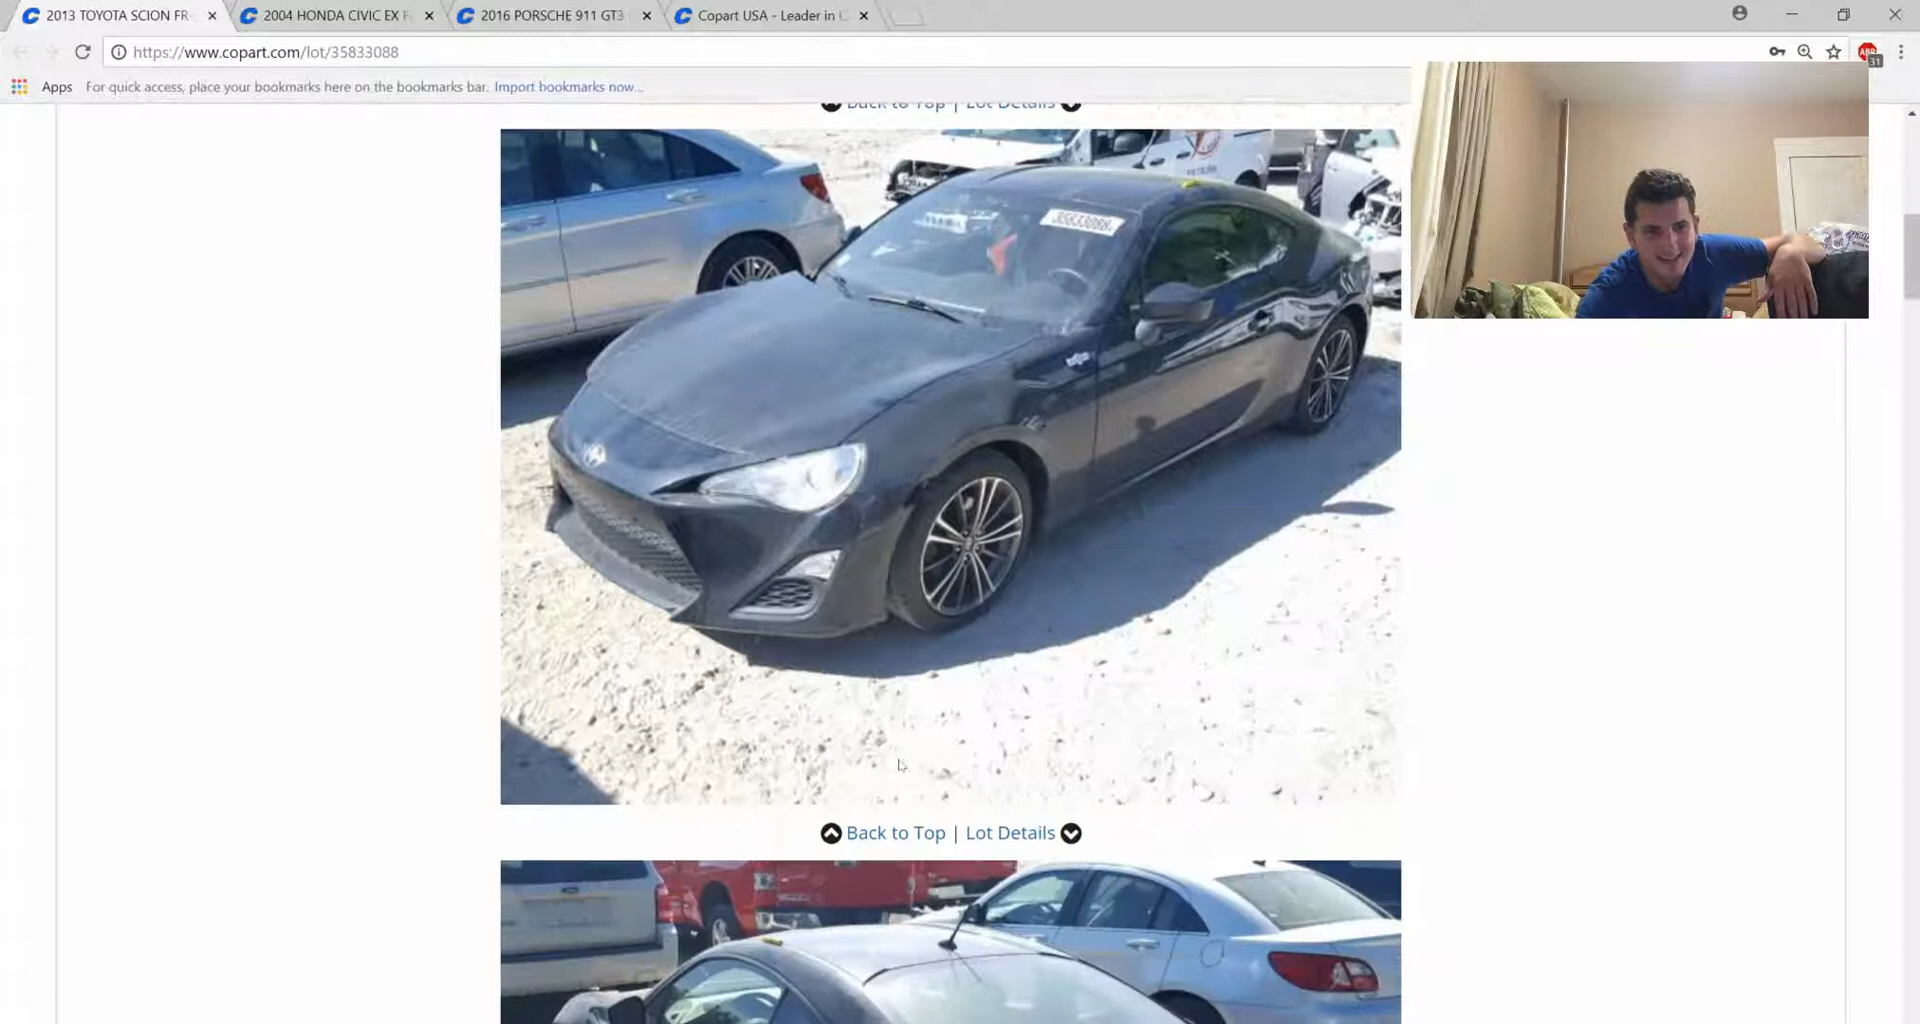 2013 TOYOTA SCION FR-
2004 HONDA CIVIC EX F
2016 PORSCHE 911 GT3
Copart USA - Leader in
https://www.copart.com/lot/35833088
31
Apps For quick access, place your bookmarks here on the bookmarks bar. Import bookmarks now...
Back to Top | Lot Details
35833088
Back to Top | Lot Details